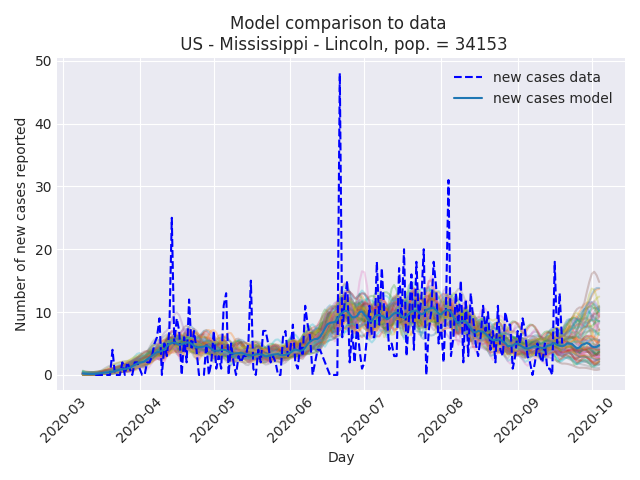 Model comparison to data
US - Mississippi - Lincoln, pop. = 34153
new cases data
new cases model
Number of new cases reported
50
40
30
20
10
0
2020-03
2020-04
2020-05
2020-06
2020-07
2020-08
2020-09
2020-10
Day